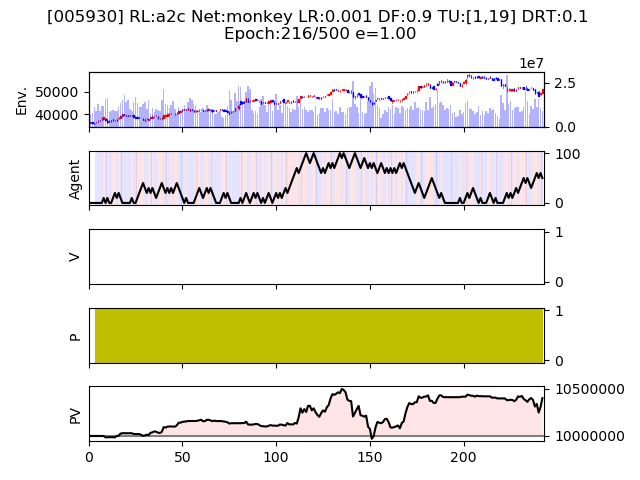 [005930] RL:a2c Net:monkey LR:0.001 DF:0.9 TU:[1,19] DRT:0.1
Epoch:216/500 e=1.00
1e7
Env.
50000
40000
2.5
0.0
Agent
100
0
V
1
0
P
1
0
PV
10500000
10000000
0 50 100 150 200